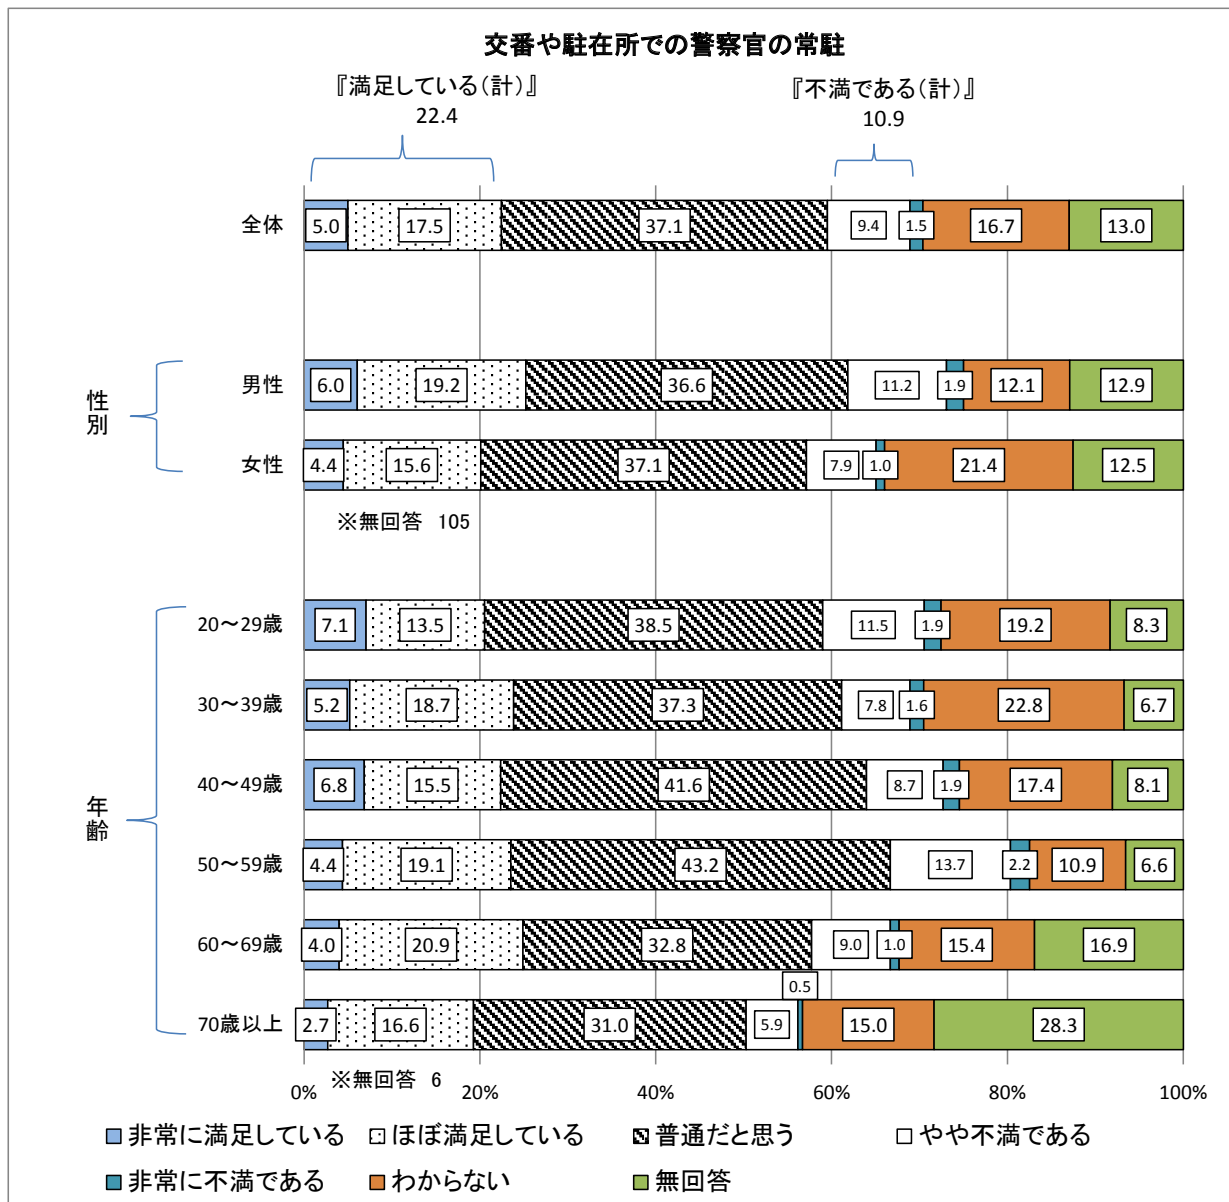 交番や駐在所での警察官の常駐
『満足している(計)』 『不満である(計)』
22.4 10.9
全体 5.0 17.5 37.1 9.4 1.5 16.7 13.0
性別
男性 6.0 19.2 36.6 11.2 1.9 12.1 12.9
女性 4.4 15.6 37.1 7.9 1.0 21.4 12.5
※無回答 105
年齢
20～29歳 7.1 13.5 38.5 11.5 1.9 19.2 8.3
30～39歳 5.2 18.7 37.3 7.8 1.6 22.8 6.7
40～49歳 6.8 15.5 41.6 8.7 1.9 17.4 8.1
50～59歳 4.4 19.1 43.2 13.7 2.2 10.9 6.6
60～69歳 4.0 20.9 32.8 9.0 1.0 15.4 16.9
70歳以上 2.7 16.6 31.0 5.9 0.5 15.0 28.3
※無回答 6
0% 20% 40% 60% 80% 100%
非常に満足している ほぼ満足している 普通だと思う やや不満である
非常に不満である わからない 無回答